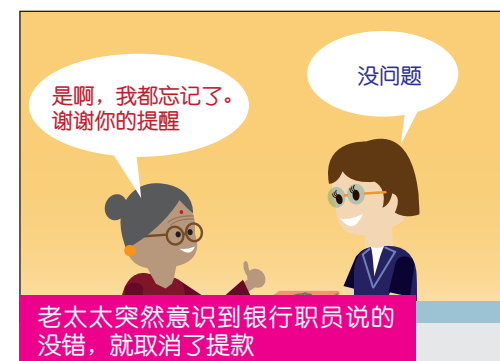 是啊，我都忘记了。
谢谢你的提醒
没问题
老太太突然意识到银行职员说的
没错，就取消了提款